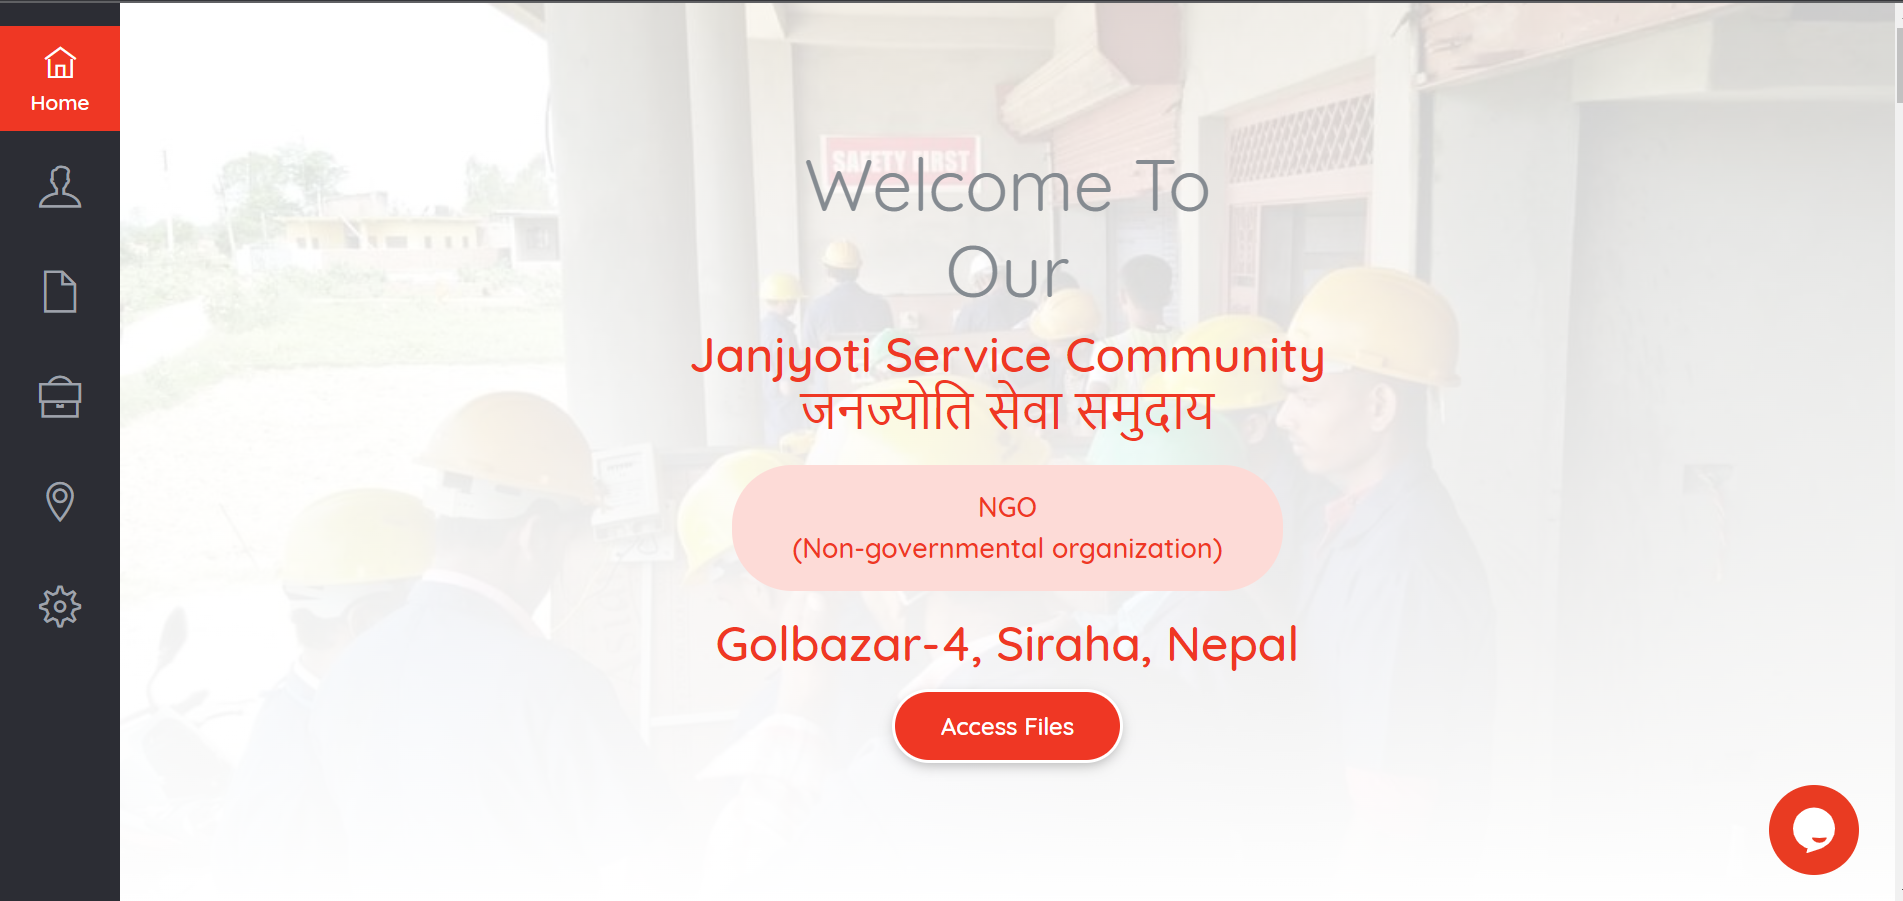 Home
SAFETY FIRST
Welcome To
Our
Janjyoti Service Community
जनज्योति सेवा समुदाय
NGO
(Non-governmental organization)
Golbazar-4, Siraha, Nepal
Access Files